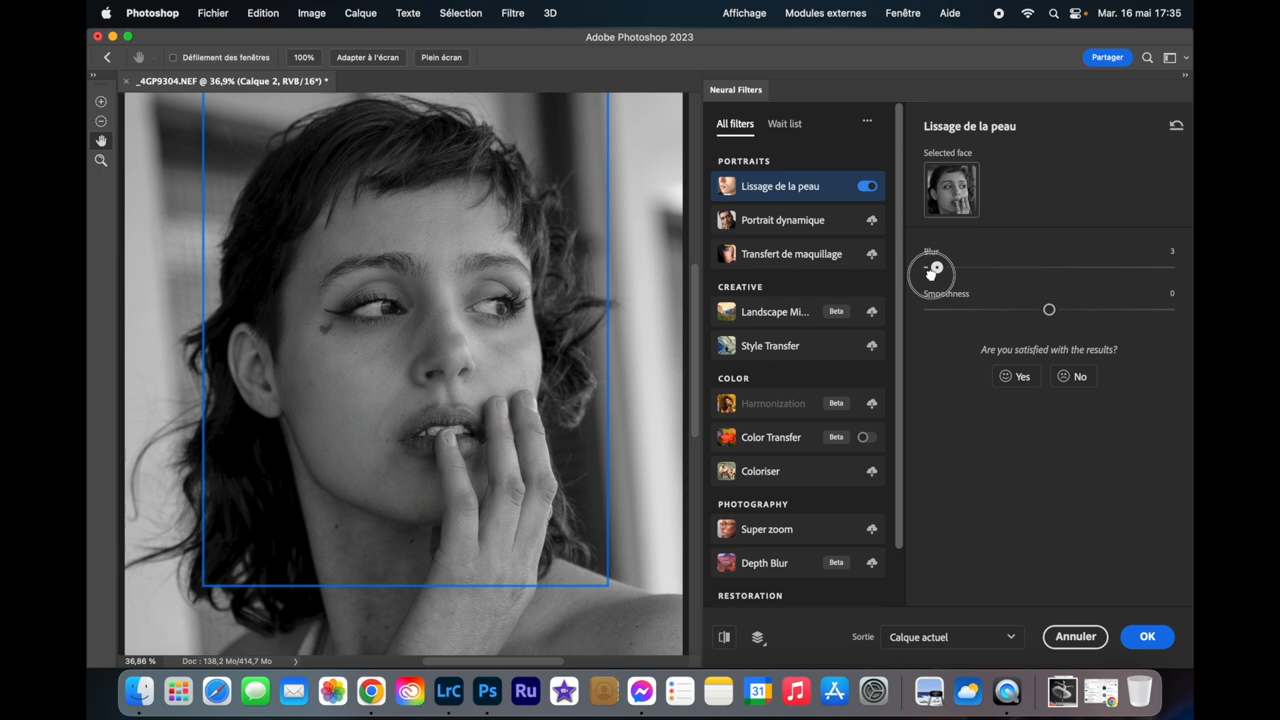 Photoshop Fichier Edition Image Calque Texte Sélection Filtre 3D Affichage Modules externes Fenêtre Aide Mar. 16 mai 17:35
Adobe Photoshop 2023
Défilement des fenêtres 100% Adapter à l'écran Plein écran Partager
_4GP9304.NEF @ 36,9% (Calque 2, RVB/16*) *
Neural Filters
All filters Wait list
PORTRAITS
Lissage de la peau
Portrait dynamique
Transfert de maquillage
CREATIVE
Landscape Mi... Beta
Style Transfer
COLOR
Harmonization Beta
Color Transfer Beta
Coloriser
PHOTOGRAPHY
Super zoom
Depth Blur Beta
RESTORATION
Lissage de la peau
Selected face
Blur 3
Smoothness 0
Are you satisfied with the results?
Yes No
Sortie Calque actuel Annuler OK
36,86 % Doc : 138,2 Mo/414,7 Mo
LrC Ps Ru 31